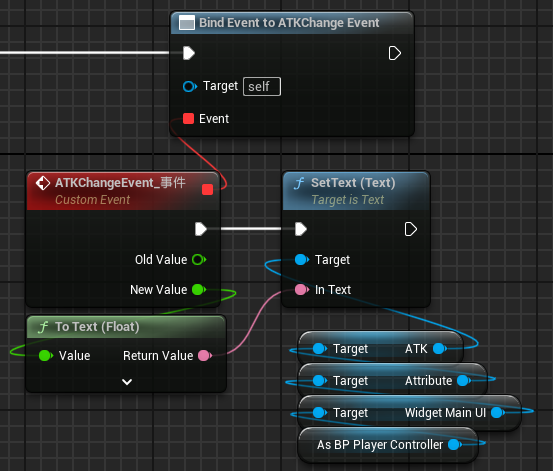 Bind Event to ATKChange Event
Target self
Event
ATKChangeEvent_事件
Custom Event
Old Value
New Value
SetText (Text)
Target is Text
Target
In Text
To Text (Float)
Value Return Value
Target ATK
Target Attribute
Target Widget Main UI
As BP Player Controller